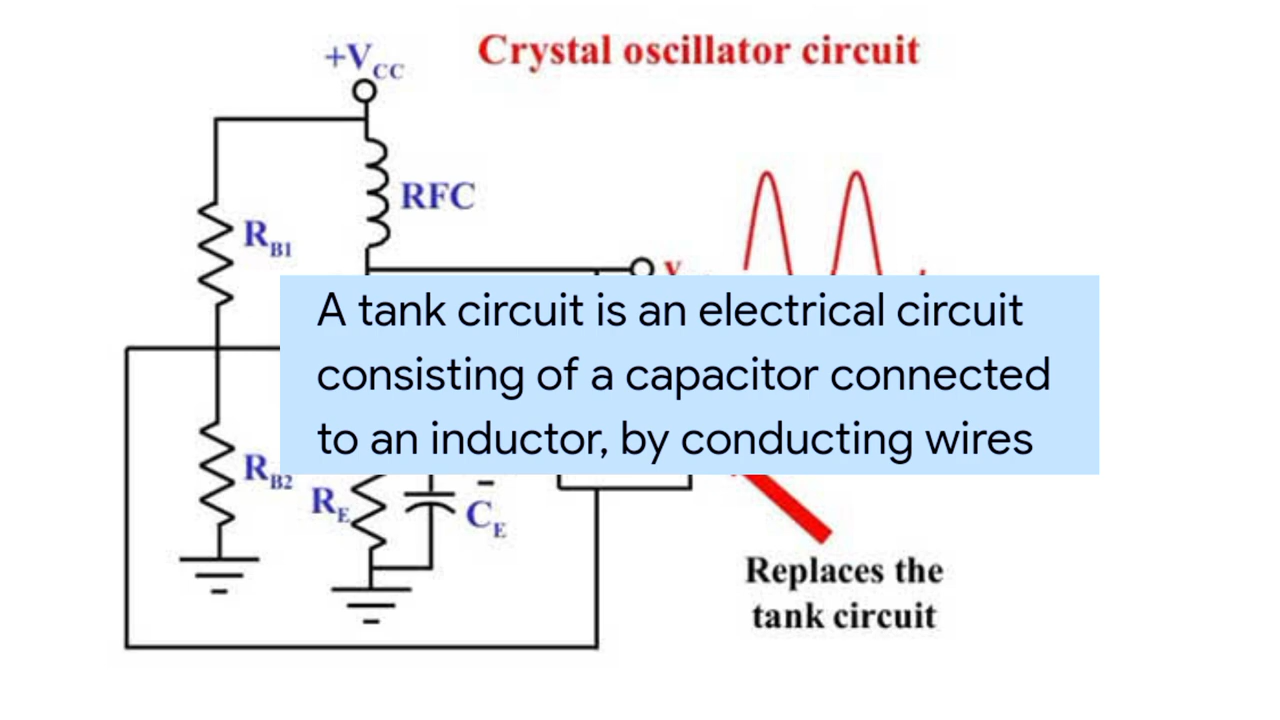 +VCC
Crystal oscillator circuit
RFC
RB1
A tank circuit is an electrical circuit
consisting of a capacitor connected
to an inductor, by conducting wires
RB2
RE
CE
Replaces the
tank circuit